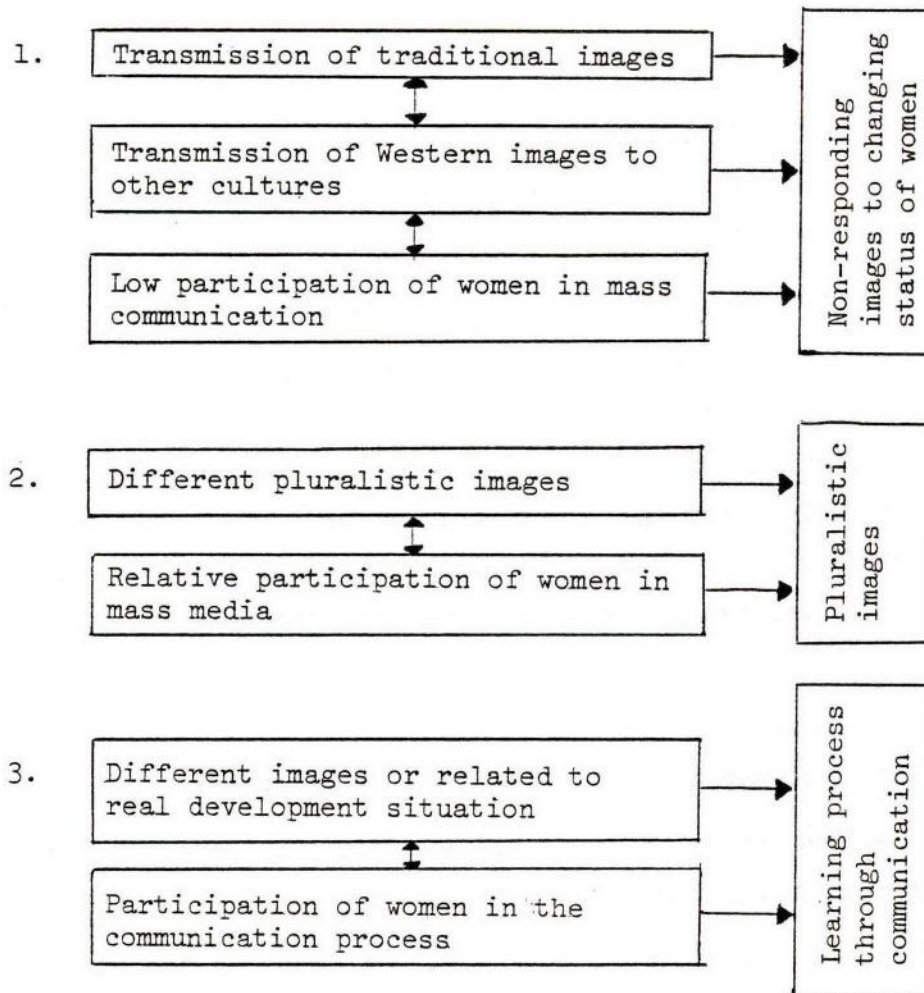 1.
Transmission of traditional images
Transmission of Western images to
other cultures
Low participation of women in mass
communication
Non-responding
images to changing
status of women
2.
Different pluralistic images
Relative participation of women in
mass media
Pluralistic
images
3.
Different images or related to
real development situation
Participation of women in the
communication process
Learning process
through
communication